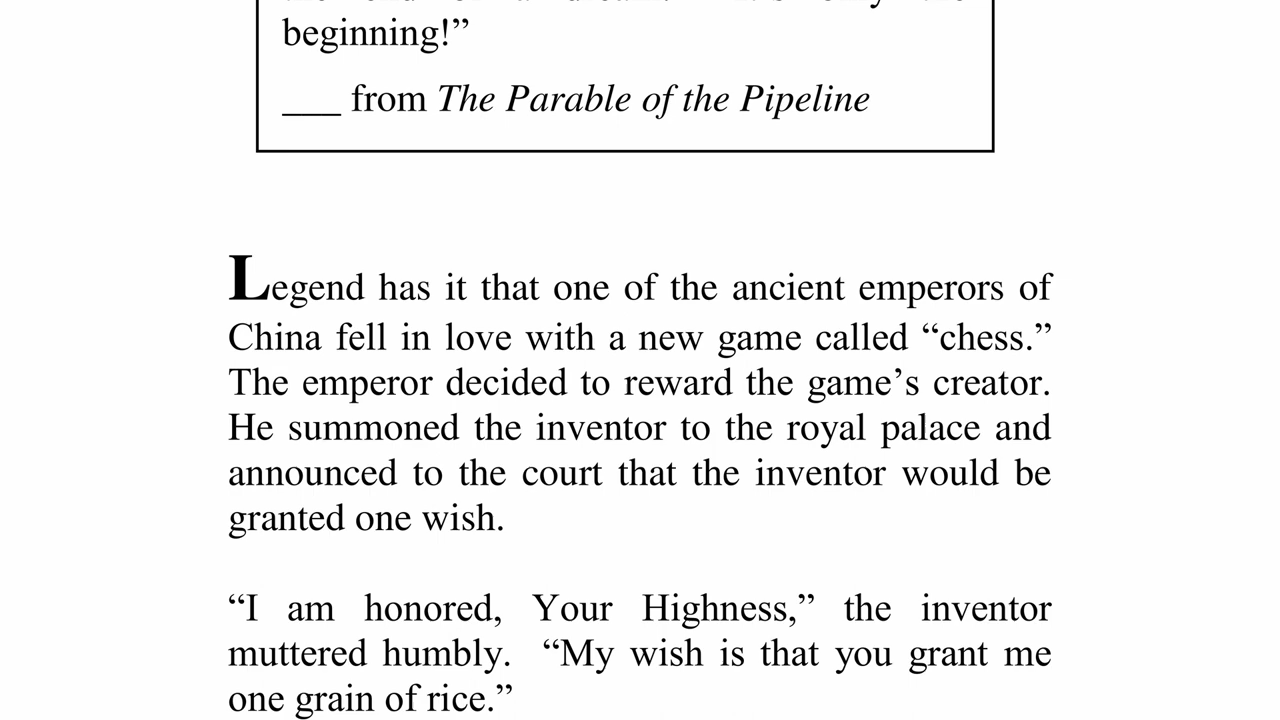 beginning!”
___ from The Parable of the Pipeline
Legend has it that one of the ancient emperors of
China fell in love with a new game called “chess.”
The emperor decided to reward the game’s creator.
He summoned the inventor to the royal palace and
announced to the court that the inventor would be
granted one wish.
“I am honored, Your Highness,” the inventor
muttered humbly. “My wish is that you grant me
one grain of rice.”